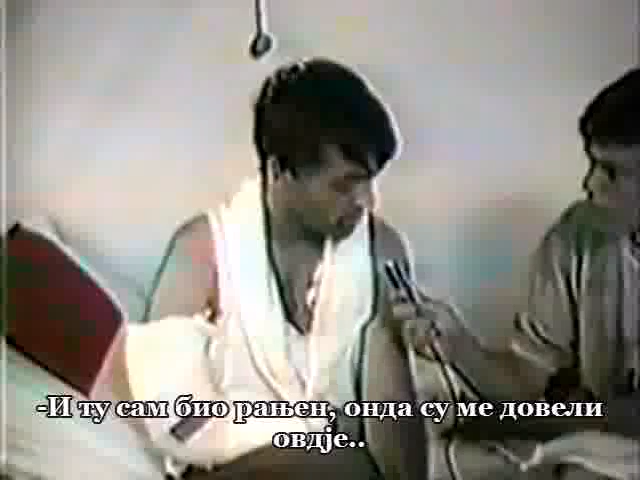 -И ту сам био рањен, онда су ме довели
овдје..